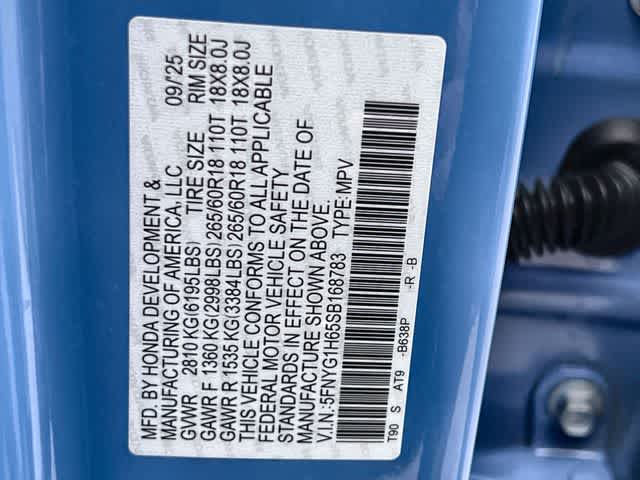 MFD. BY HONDA DEVELOPMENT &
MANUFACTURING OF AMERICA, LLC 09/25
GVWR 2810 KG(6195LBS) TIRE SIZE RIM SIZE
GAWR F 1360 KG(2998LBS) 265/60R18 110T 18X8.0J
GAWR R 1535 KG(3384LBS) 265/60R18 110T 18X8.0J
THIS VEHICLE CONFORMS TO ALL APPLICABLE
FEDERAL MOTOR VEHICLE SAFETY
STANDARDS IN EFFECT ON THE DATE OF
MANUFACTURE SHOWN ABOVE.
V.I.N.:5FNYG1H65SB168783 TYPE:MPV
T90 S AT9 -B638P -R -B